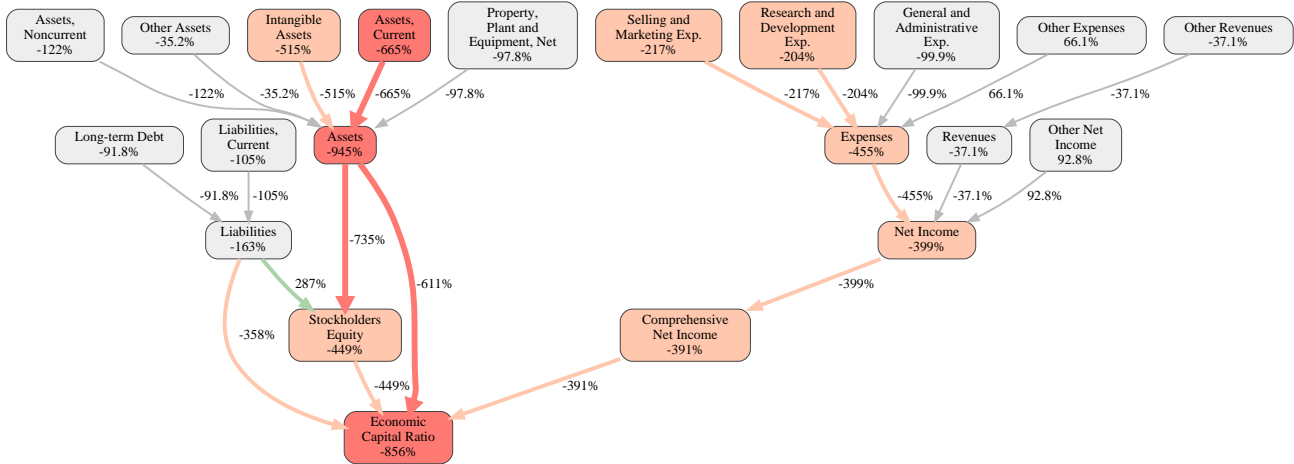 Assets,
Noncurrent
-122%
Other Assets
-35.2%
Intangible
Assets
-515%
Assets,
Current
-665%
Property,
Plant and
Equipment, Net
-97.8%
Selling and
Marketing Exp.
-217%
Research and
Development
Exp.
-204%
General and
Administrative
Exp.
-99.9%
Other Expenses
66.1%
Other Revenues
-37.1%
-122%
-35.2%
-515%
-665%
-97.8%
-217%
-204%
-99.9%
66.1%
-37.1%
Long-term Debt
-91.8%
Liabilities,
Current
-105%
Assets
-945%
Expenses
-455%
Revenues
-37.1%
Other Net
Income
92.8%
-91.8%
-105%
-455%
-37.1%
92.8%
Liabilities
-163%
-735%
Net Income
-399%
287%
-611%
-399%
-358%
Stockholders
Equity
-449%
Comprehensive
Net Income
-391%
-449%
-391%
Economic
Capital Ratio
-856%